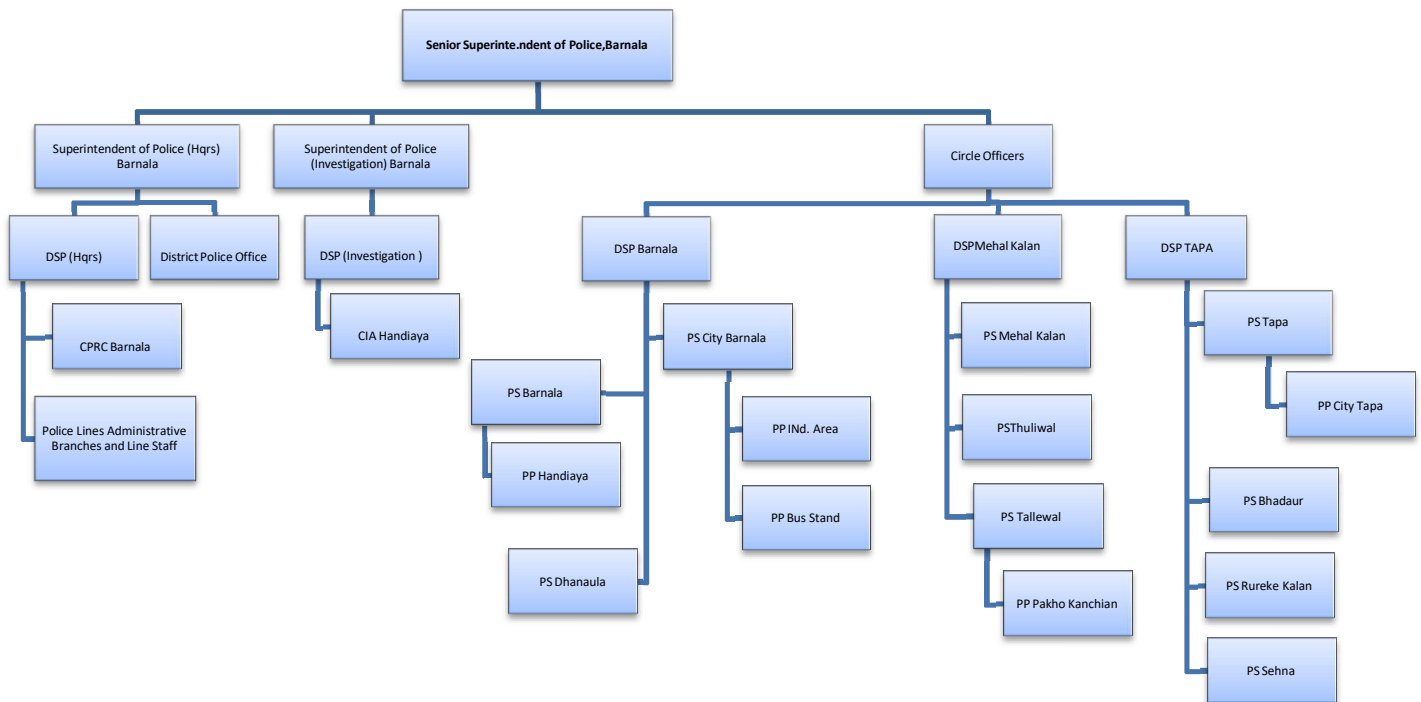 Senior Superinte.ndent of Police,Barnala
Superintendent of Police (Hqrs)
Barnala
Superintendent of Police
(Investigation) Barnala
Circle Officers
DSP (Hqrs)
District Police Office
DSP (Investigation )
DSP Barnala
DSPMehal Kalan
DSP TAPA
CPRC Barnala
Police Lines Administrative
Branches and Line Staff
CIA Handiaya
PS City Barnala
PS Barnala
PP INd. Area
PP Handiaya
PP Bus Stand
PS Dhanaula
PS Mehal Kalan
PSThuliwal
PS Tallewal
PP Pakho Kanchian
PS Tapa
PP City Tapa
PS Bhadaur
PS Rureke Kalan
PS Sehna